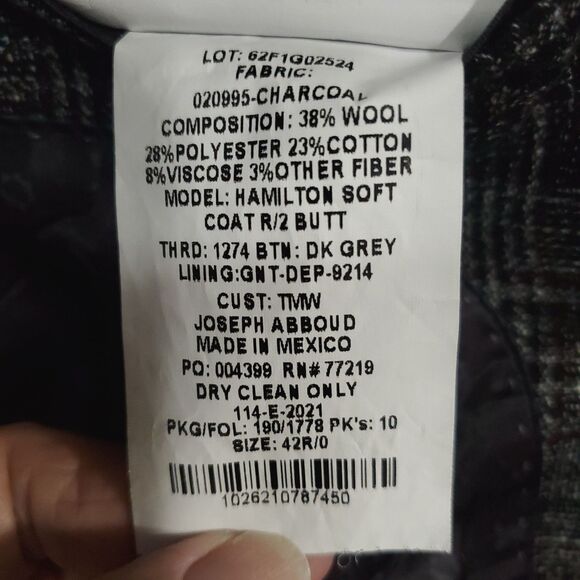 LOT: 62F1G02524
FABRIC:
020995-CHARCOAL
COMPOSITION: 38% WOOL
28%POLYESTER 23%COTTON
8%VISCOSE 3%OTHER FIBER
MODEL: HAMILTON SOFT
COAT R/2 BUTT
THRD: 1274 BTN: DK GREY
LINING:GNT-DEP-9214
CUST: TMW
JOSEPH ABBOUD
MADE IN MEXICO
PO: 004399 RN# 77219
DRY CLEAN ONLY
114-E-2021
PKG/FOL: 190/1778 PK's: 10
SIZE: 42R/0
1026210787450